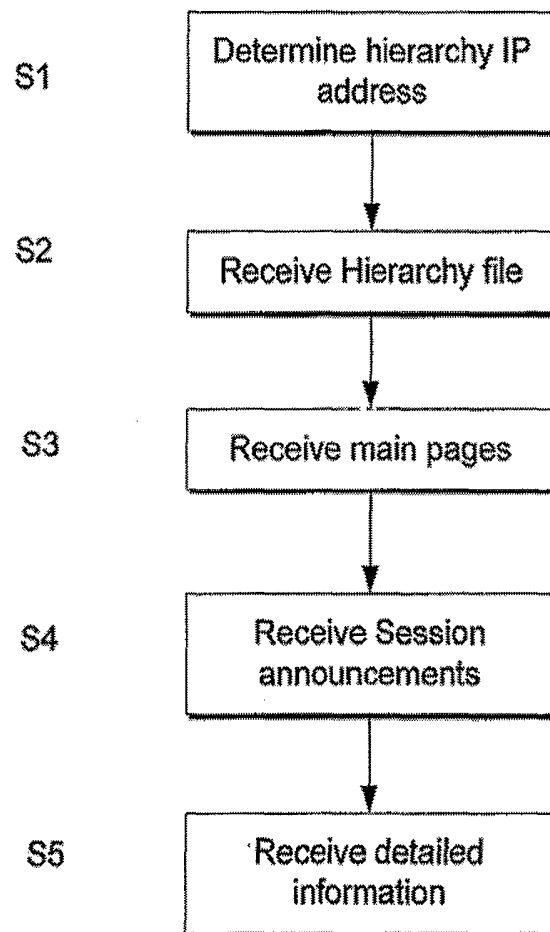 S1
Determine hierarchy IP
address
S2
Receive Hierarchy file
S3
Receive main pages
S4
Receive Session
announcements
S5
Receive detailed
information